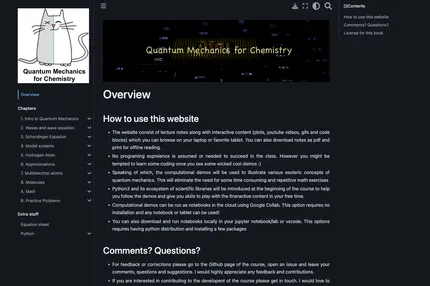 Quantum Mechanics
for Chemistry
Overview
Chapters
1. Intro to Quantum Mechanics
2. Waves and wave equation
3. Schrodinger Equation
4. Model systems
5. Hydrogen Atom
6. Approximations
7. Multielectron atoms
8. Molecules
A. Math
B. Practice Problems
Extra stuff
Equation sheet
Python
Quantum Mechanics for Chemistry
Overview
How to use this website
The website consist of lecture notes along with interactive content (plots, youtube videos, gifs and code
blocks) which you can browse on your laptop or favorite tablet. You can also download notes as pdf and
print for offline reading.
No programing expreience is assumed or needed to succeed in the class. However you might be
tempted to learn some coding once you see some wicked cool demos :)
Speaking of which, the computational demos will be used to illustrate various esoteric concepts of
quantum mechanics. This will eliminate the need for some time consuming and repetitive math exercises
Python3 and its ecosystem of scientific libraries will be introduced at the beginning of the course to help
you follow the demos and give you skills to play with the itneractive content in your free time.
Computational demos can be run as notebooks in the cloud using Google Collab. This option requires no
installation and any notebook or tablet can be used!
You can also download and run notebooks locally in your jupyter notebook/lab or vscode. This options
requires having python distribution and installing a few packages
Comments? Questions?
For feedback or corrections please go to the Github page of the course, open an issue and leave your
comments, questions and suggestions. I would highly appreciate any feedback and contributions.
If you are interested in contributing to the development of the course please get in touch. I would love to
Contents
How to use this website
Comments? Questions?
License for this book